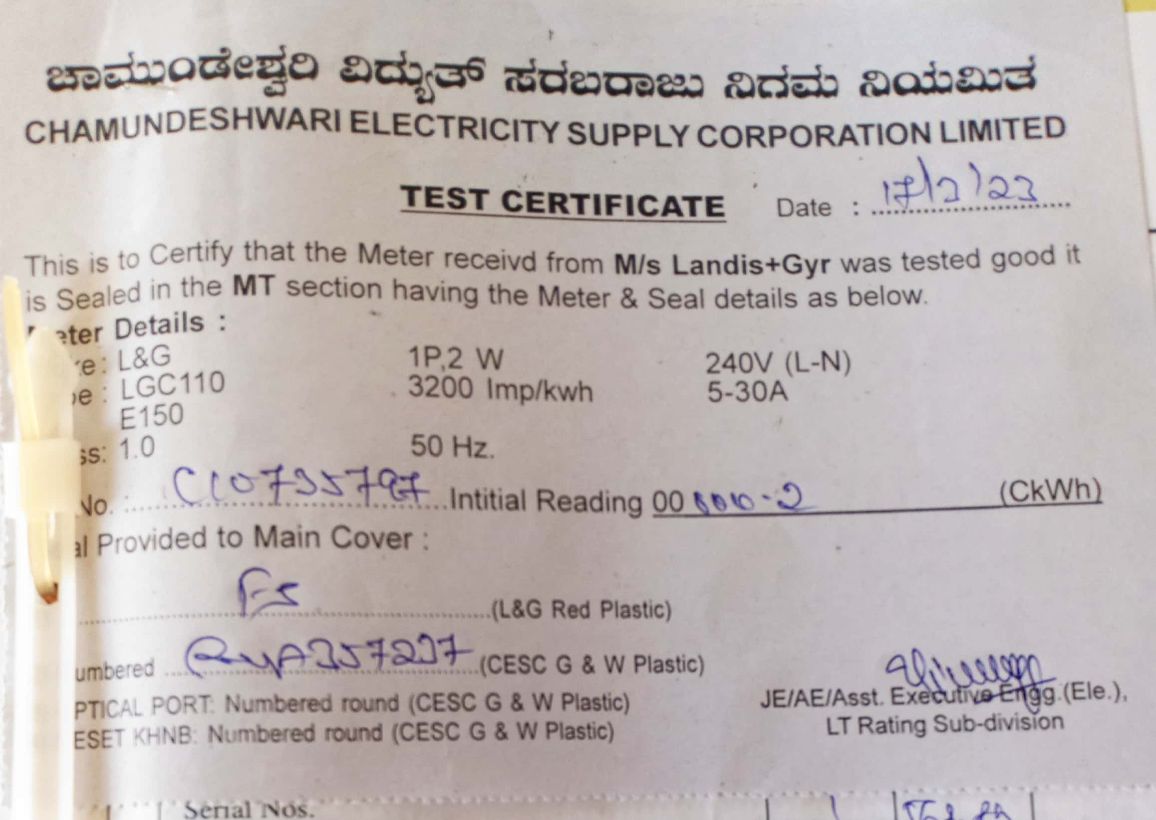 ಚಾಮುಂಡೇಶ್ವರಿ ವಿದ್ಯುತ್ ಸರಬರಾಜು ನಿಗಮ ನಿಯಮಿತ
CHAMUNDESHWARI ELECTRICITY SUPPLY CORPORATION LIMITED
TEST CERTIFICATE Date : 17/2/23
This is to Certify that the Meter receivd from M/s Landis+Gyr was tested good it
is Sealed in the MT section having the Meter & Seal details as below.
eter Details :
e : L&G 1P,2 W 240V (L-N)
pe : LGC110 3200 Imp/kwh 5-30A
E150
ss: 1.0 50 Hz.
No. : C10735797 Intitial Reading 00 (CkWh)
al Provided to Main Cover :
(L&G Red Plastic)
umbered (CESC G & W Plastic)
PTICAL PORT: Numbered round (CESC G & W Plastic) JE/AE/Asst. Executive Engg.(Ele.),
ESET KHNB: Numbered round (CESC G & W Plastic) LT Rating Sub-division
Serial Nos.